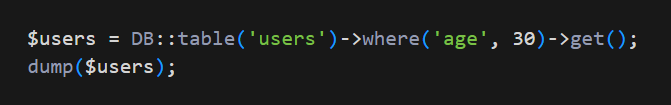 $users = DB::table('users')->where('age', 30)->get();
dump($users);